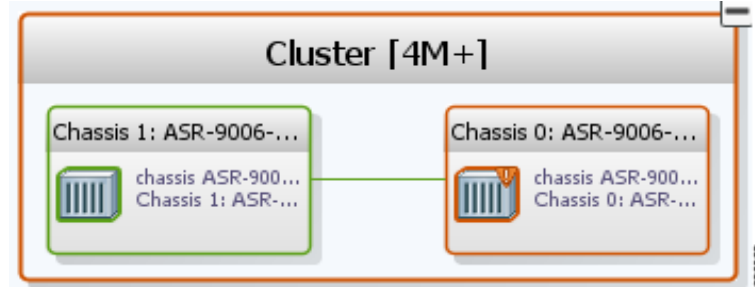 Cluster [4M+]
Chassis 1: ASR-9006-...
chassis ASR-900...
Chassis 1: ASR-...
Chassis 0: ASR-9006-...
chassis ASR-900...
Chassis 0: ASR-...